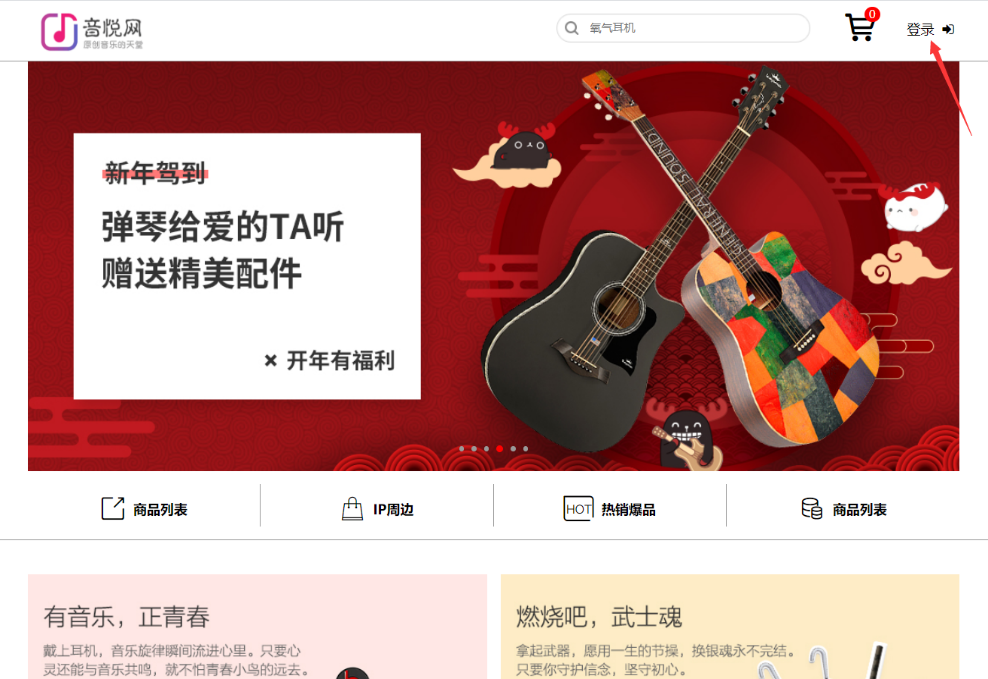 音悦网
原创音乐的天堂
氧气耳机
0
登录
新年驾到
弹琴给爱的TA听
赠送精美配件
× 开年有福利
商品列表
IP周边
HOT 热销爆品
商品列表
有音乐，正青春
戴上耳机，音乐旋律瞬间流进心里。只要心
灵还能与音乐共鸣，就不怕青春小鸟的远去。
燃烧吧，武士魂
拿起武器，愿用一生的节操，换银魂永不完结。
只要你守护信念，坚守初心。